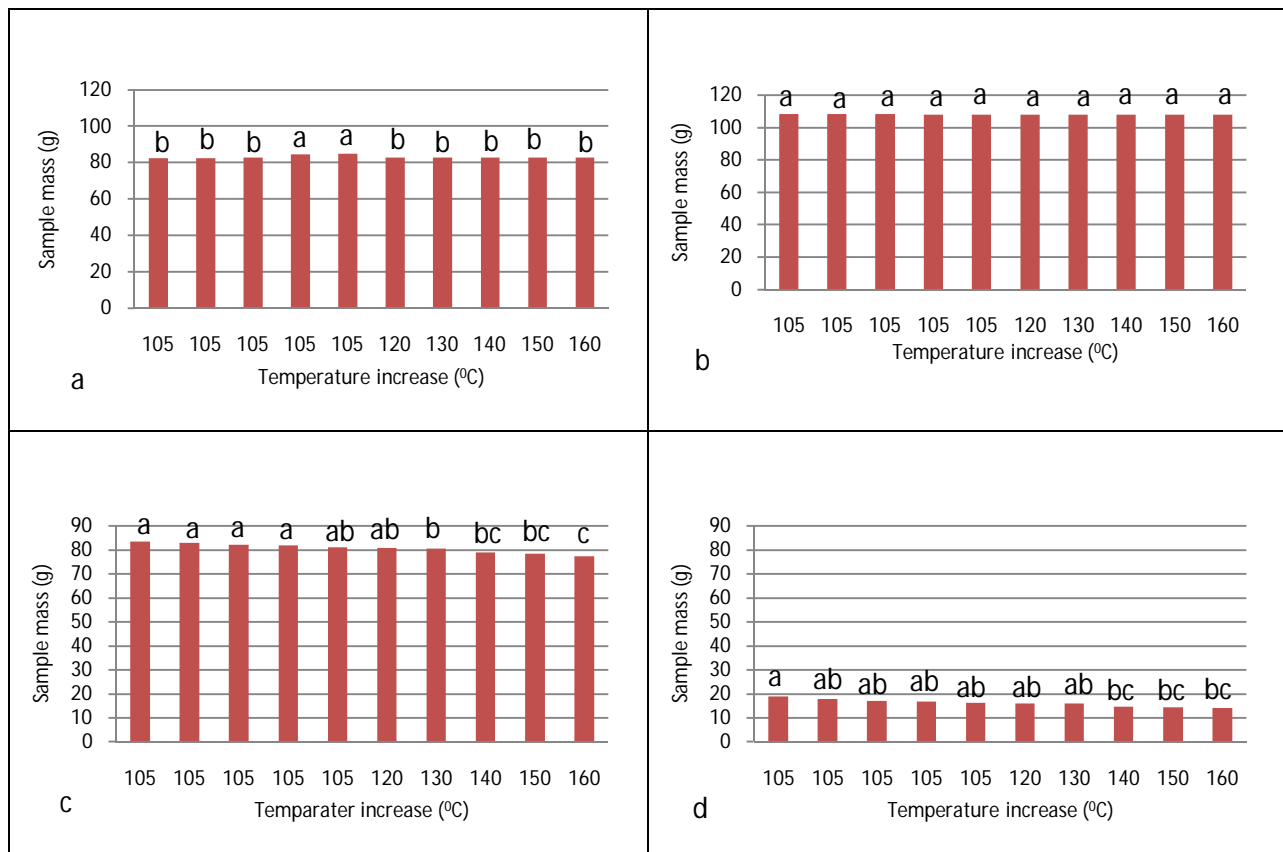 120
100
80
60
40
20
0
Sample mass (g)
b b b a a b b b b b
105 105 105 105 105 120 130 140 150 160
Temperature increase (⁰C)
a
120
100
80
60
40
20
0
Sample mass (g)
a a a a a a a a a a
105 105 105 105 105 120 130 140 150 160
Temperature increase (⁰C)
b
90
80
70
60
50
40
30
20
10
0
Sample mass (g)
a a a a ab ab b bc bc c
105 105 105 105 105 120 130 140 150 160
Temparater increase (⁰C)
c
90
80
70
60
50
40
30
20
10
0
Sample mass (g)
a ab ab ab ab ab ab bc bc bc
105 105 105 105 105 120 130 140 150 160
Temperature increase (⁰C)
d